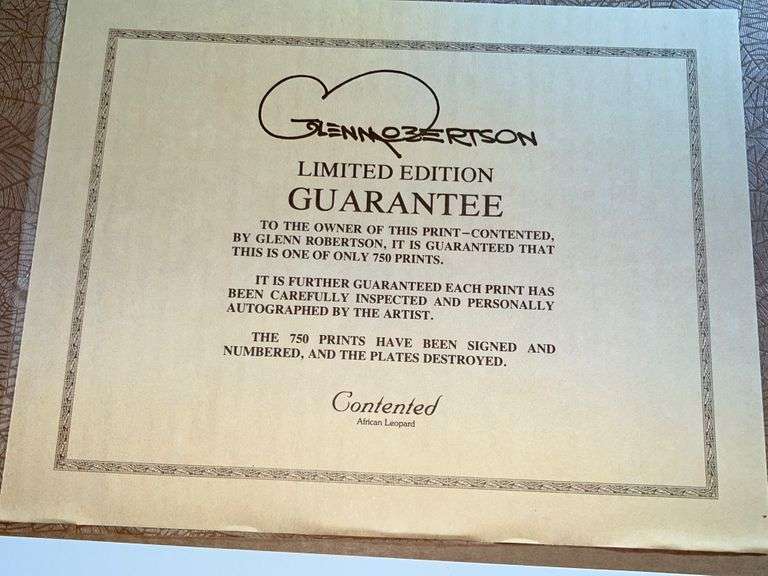 GLENN ROBERTSON
LIMITED EDITION
GUARANTEE
TO THE OWNER OF THIS PRINT–CONTENTED,
BY GLENN ROBERTSON, IT IS GUARANTEED THAT
THIS IS ONE OF ONLY 750 PRINTS.
IT IS FURTHER GUARANTEED EACH PRINT HAS
BEEN CAREFULLY INSPECTED AND PERSONALLY
AUTOGRAPHED BY THE ARTIST.
THE 750 PRINTS HAVE BEEN SIGNED AND
NUMBERED, AND THE PLATES DESTROYED.
Contented
African Leopard